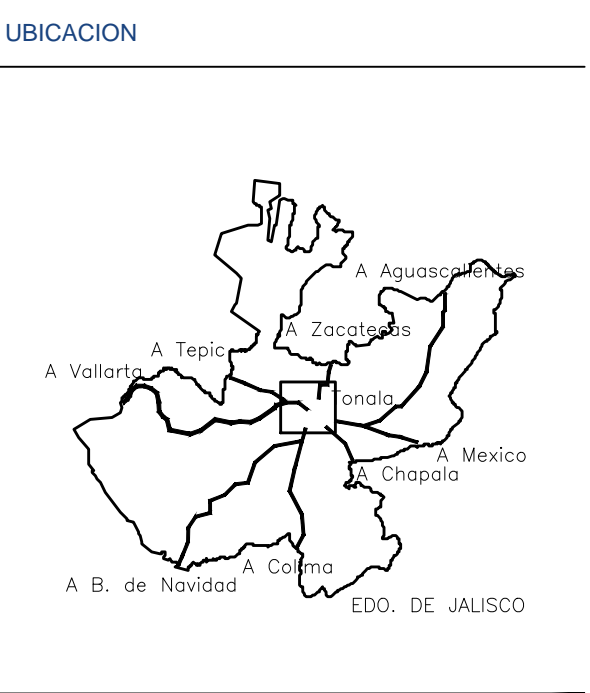 UBICACION
A Aguascalientes
A Zacatecas
A Tepic
A Vallarta
Tonala
A Mexico
A Chapala
A Colima
A B. de Navidad
EDO. DE JALISCO